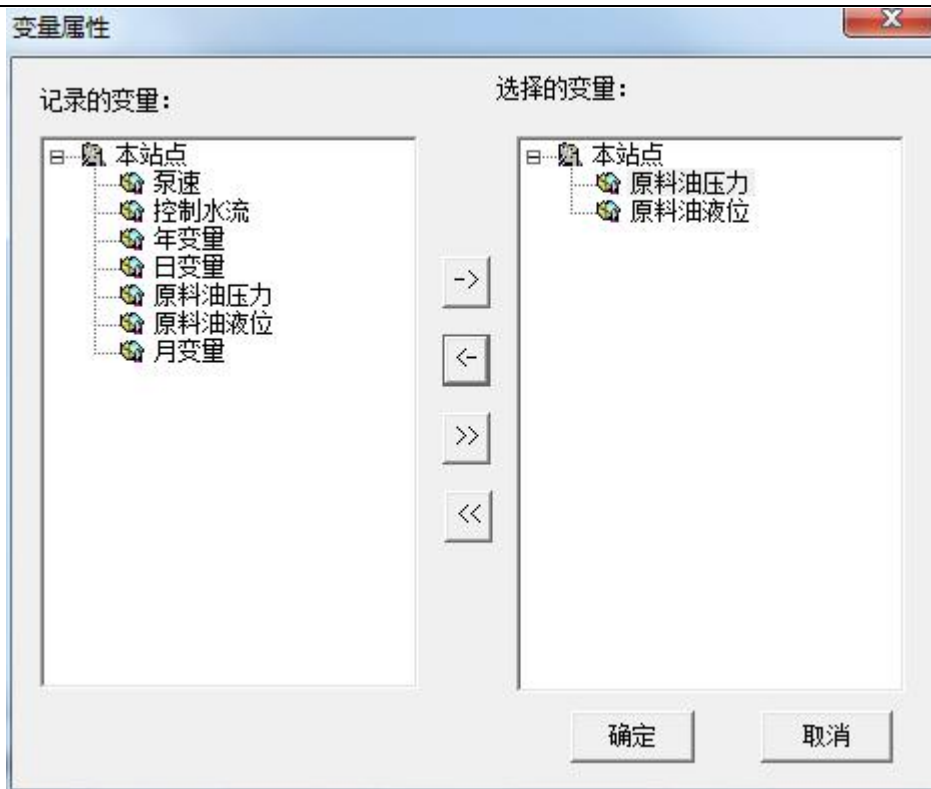 变量属性
记录的变量：
本站点
泵速
控制水流
年变量
日变量
原料油压力
原料油液位
月变量
选择的变量：
本站点
原料油压力
原料油液位
->
<-
>>
<<
确定
取消